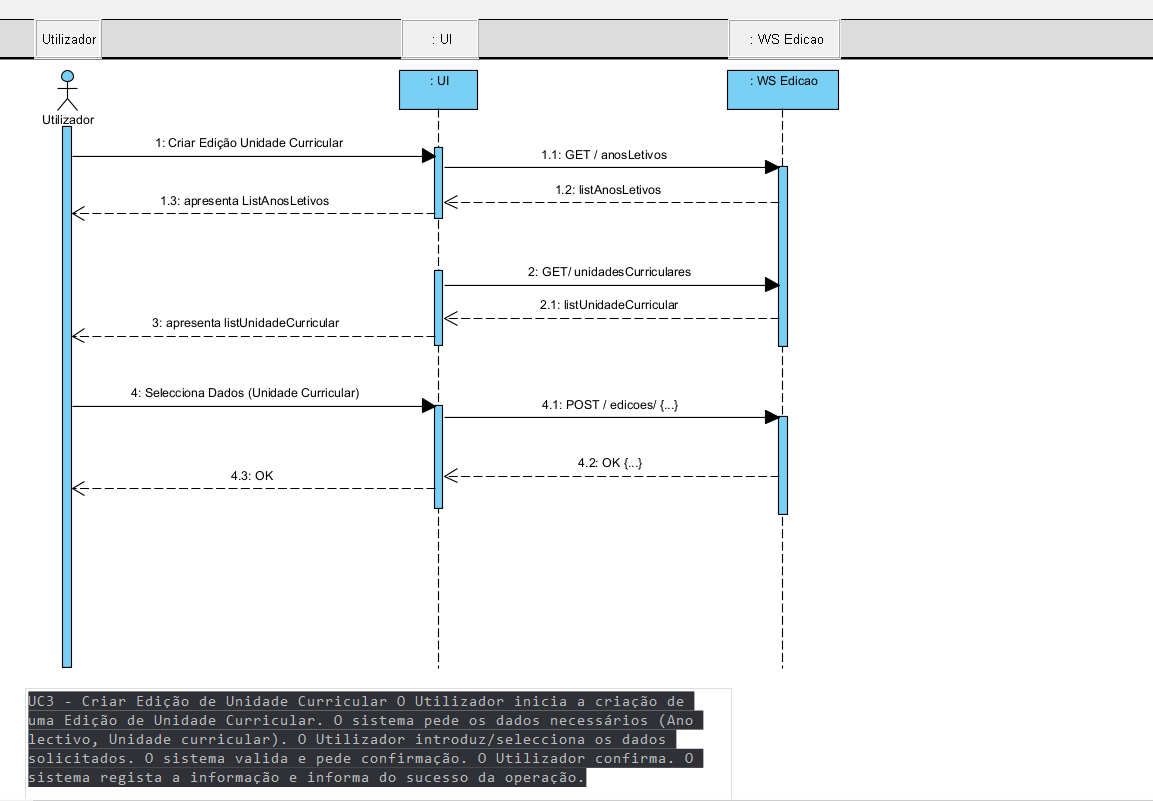 Utilizador
: UI
: WS Edicao
: UI
: WS Edicao
Utilizador
1: Criar Edição Unidade Curricular
1.1: GET / anosLetivos
1.2: listAnosLetivos
1.3: apresenta ListAnosLetivos
2: GET/ unidadesCurriculares
2.1: listUnidadeCurricular
3: apresenta listUnidadeCurricular
4: Selecciona Dados (Unidade Curricular)
4.1: POST / edicoes/ {...}
4.2: OK {...}
4.3: OK
UC3 - Criar Edição de Unidade Curricular O Utilizador inicia a criação de
uma Edição de Unidade Curricular. O sistema pede os dados necessários (Ano
lectivo, Unidade curricular). O Utilizador introduz/selecciona os dados
solicitados. O sistema valida e pede confirmação. O Utilizador confirma. O
sistema regista a informação e informa do sucesso da operação.